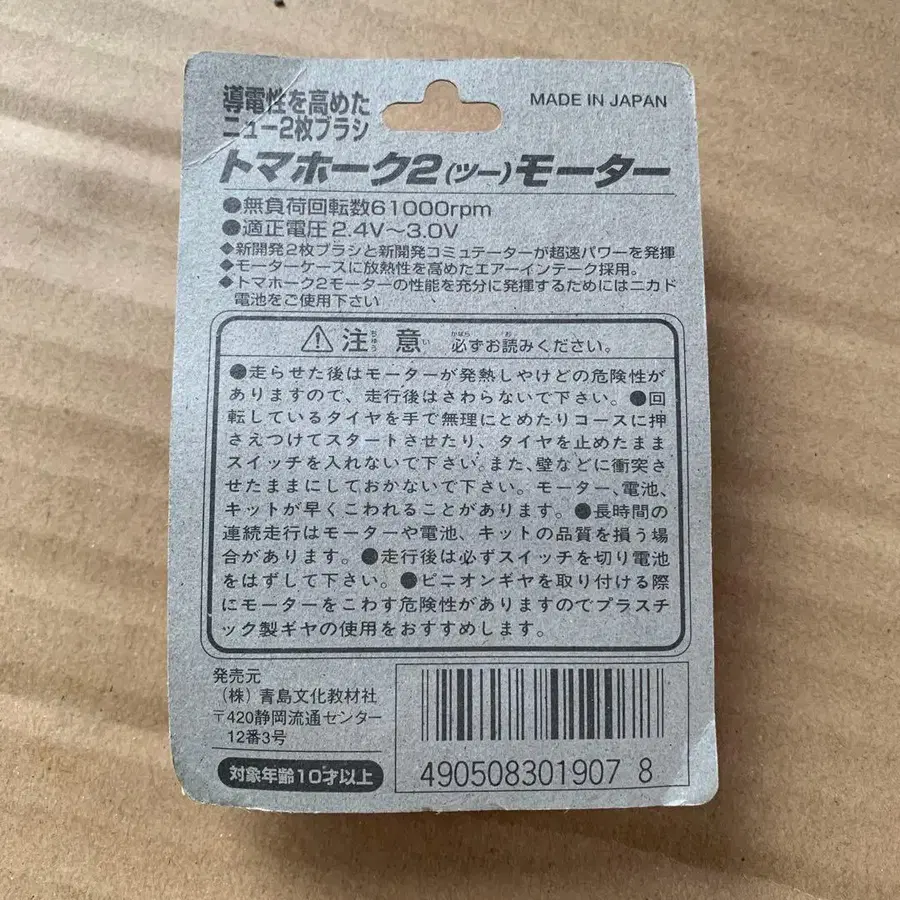 導電性を高めた
ニュー2枚ブラシ
MADE IN JAPAN
トマホーク2(ツー)モーター
●無負荷回転数61000rpm
●適正電圧2.4V〜3.0V
◆新開発2枚ブラシと新開発コミュテーターが超速パワーを発揮
◆モーターケースに放熱性を高めたエアーインテーク採用。
◆トマホーク2モーターの性能を充分に発揮するためにはニカド
電池をご使用下さい
⚠注意 必ずお読みください。
ちゅう い かなら よ
●走らせた後はモーターが発熱しやけどの危険性が
ありますので、走行後はさわらないで下さい。●回
転しているタイヤを手で無理にとめたりコースに押
さえつけてスタートさせたり、タイヤを止めたまま
スイッチを入れないで下さい。また、壁などに衝突さ
せたままにしておかないで下さい。モーター、電池、
キットが早くこわれることがあります。●長時間の
連続走行はモーターや電池、キットの品質を損う場
合があります。●走行後は必ずスイッチを切り電池
をはずして下さい。●ピニオンギヤを取り付ける際
にモーターをこわす危険性がありますのでプラスチ
ック製ギヤの使用をおすすめします。
発売元
(株)青島文化教材社
〒420静岡流通センター
12番3号
対象年齢10才以上
490508301907 8